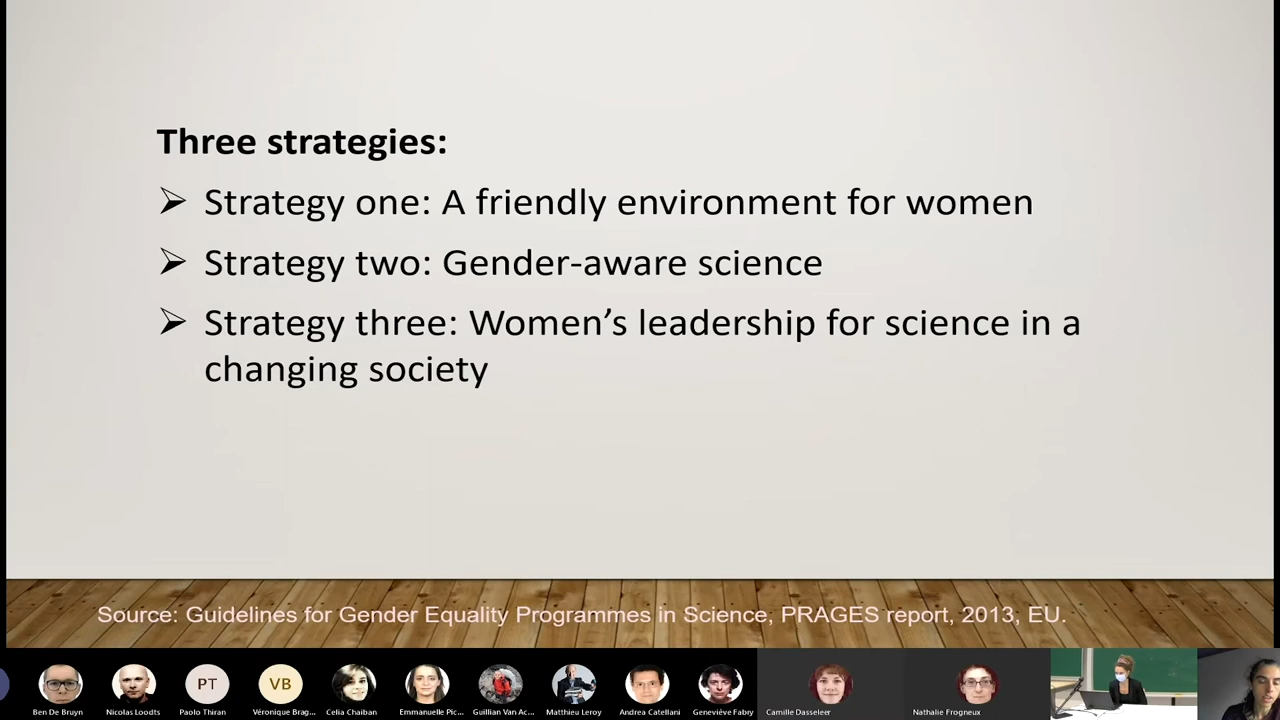 Three strategies:
Strategy one: A friendly environment for women
Strategy two: Gender-aware science
Strategy three: Women’s leadership for science in a
changing society
Source: Guidelines for Gender Equality Programmes in Science, PRAGES report, 2013, EU.
PT
VB
Ben De Bruyn
Nicolas Loodts
Paolo Thiran
Véronique Brag...
Celia Chaiban
Emmanuelle Pic...
Guillian Van Ac...
Matthieu Leroy
Andrea Catellani
Geneviève Fabry
Camille Dasseleer
Nathalie Frogneux